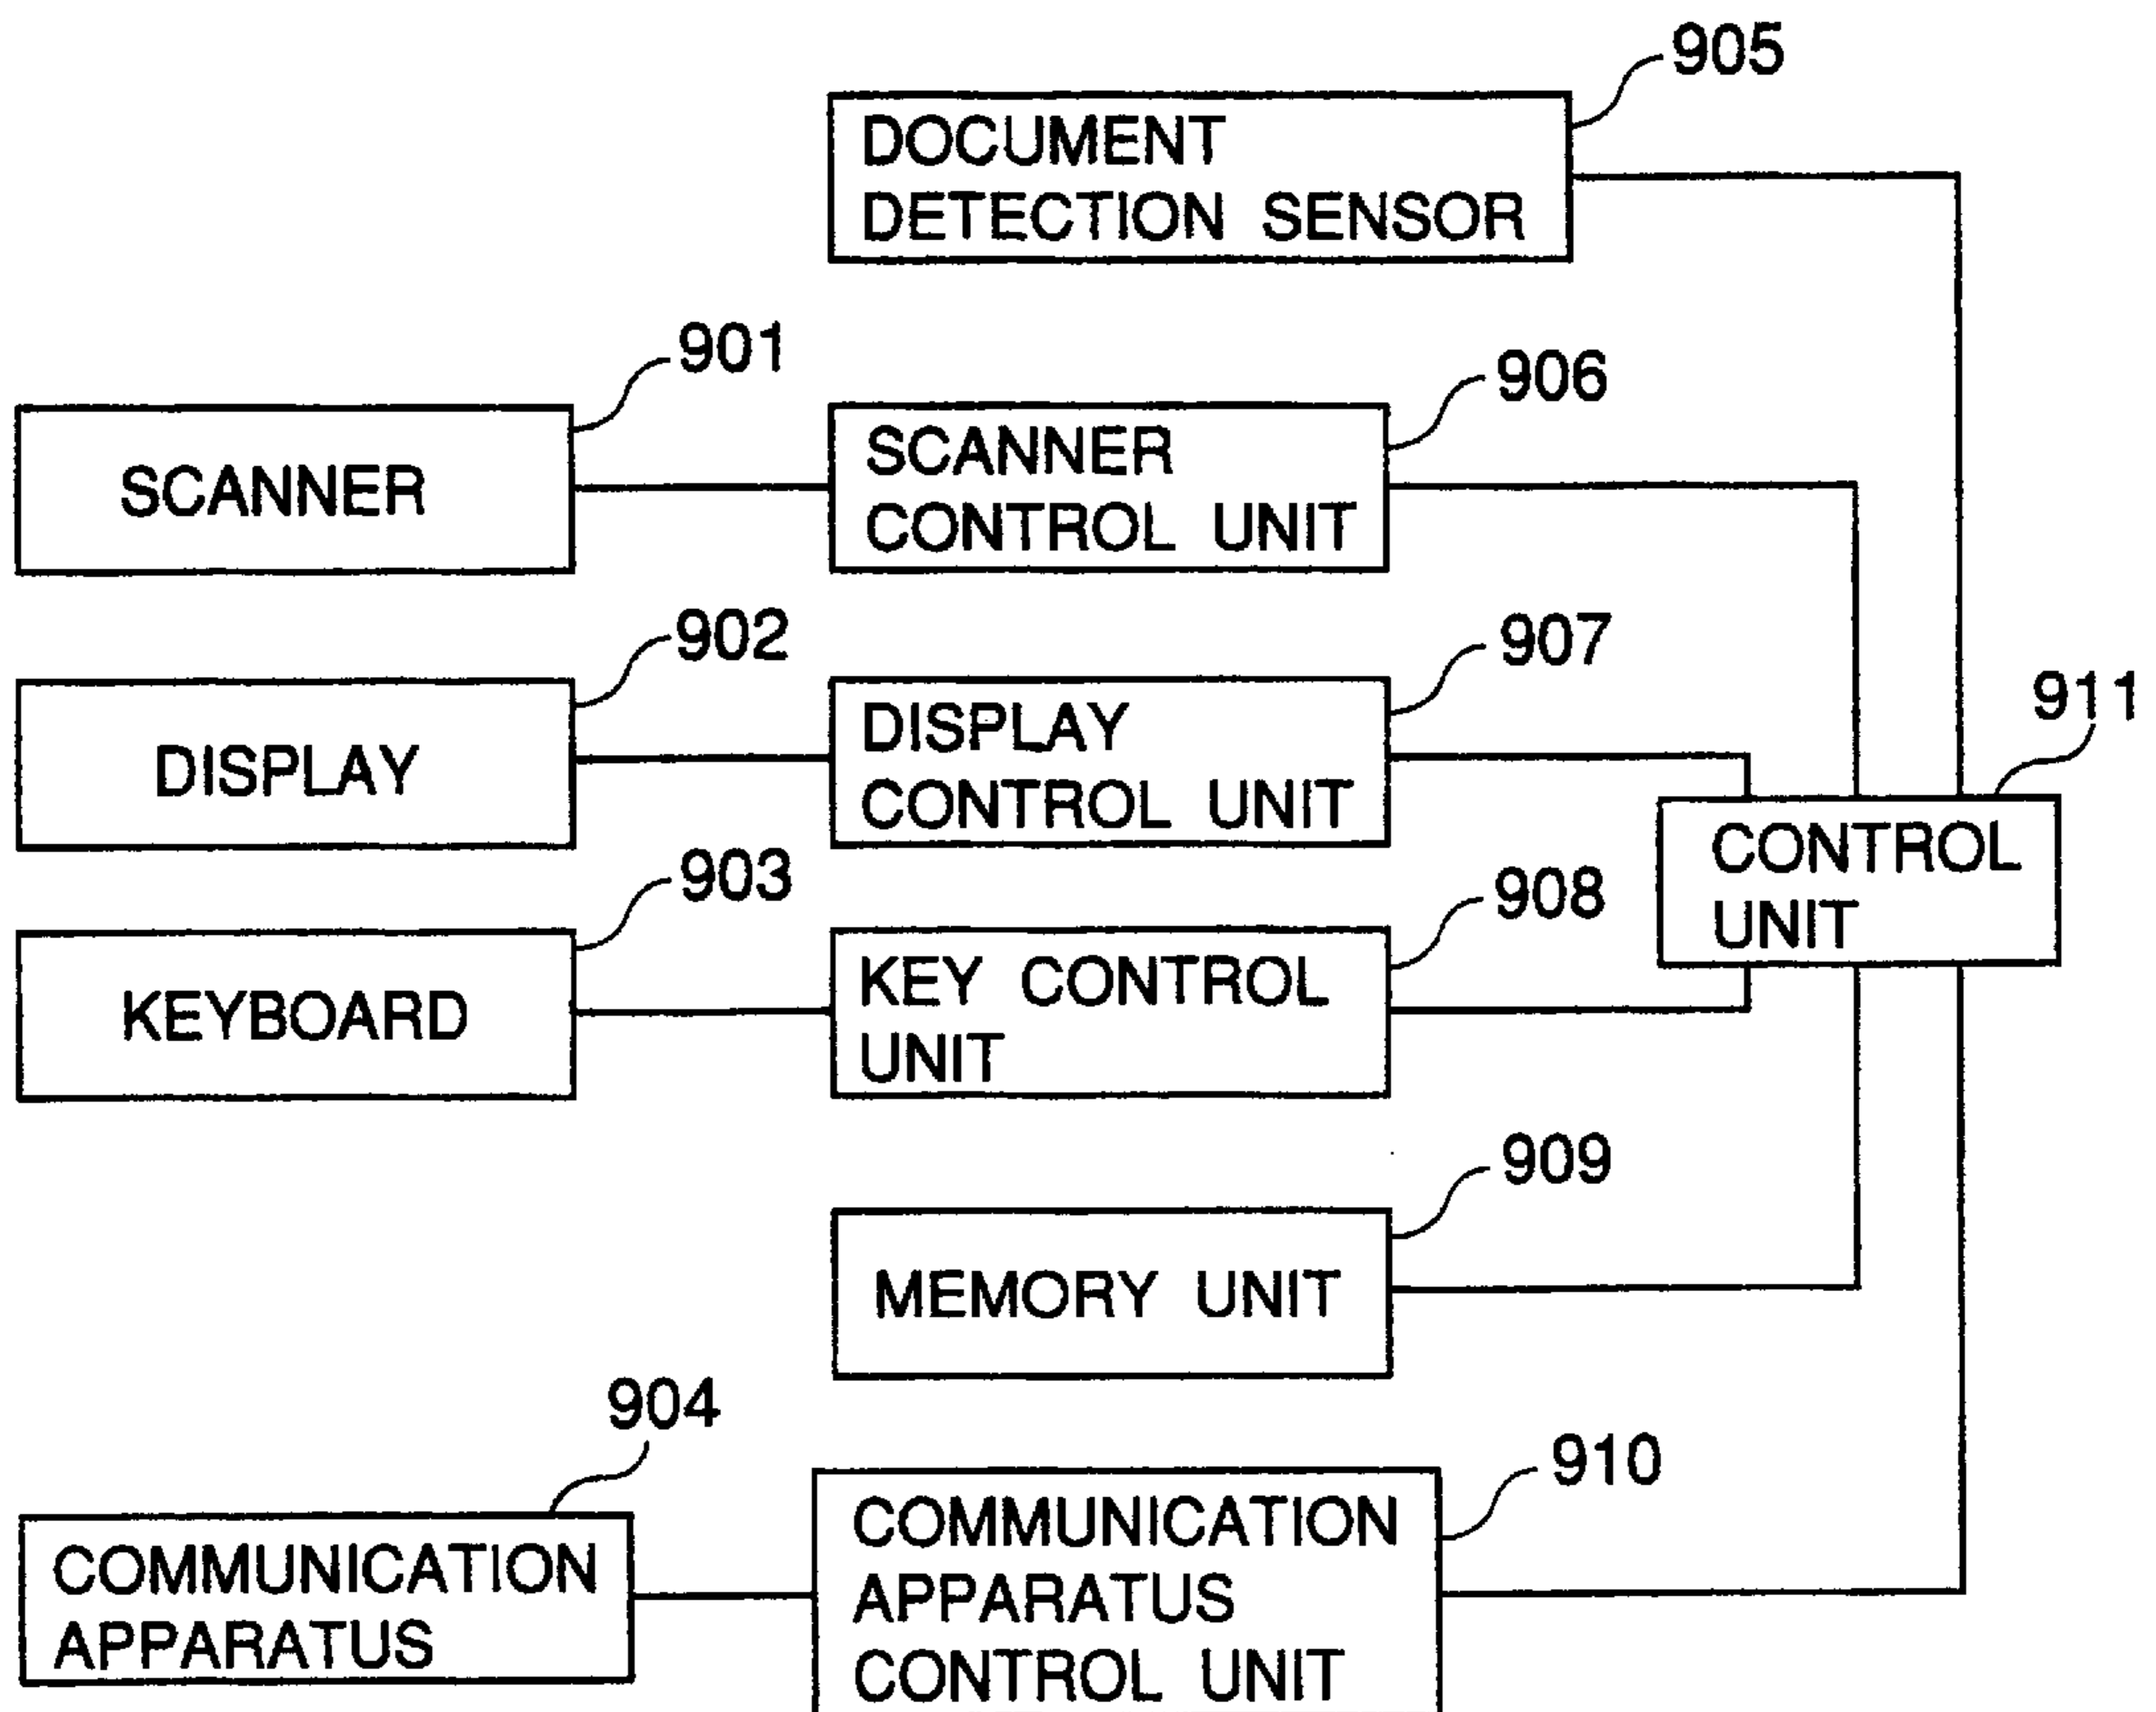 905
DOCUMENT
DETECTION SENSOR
901
906
SCANNER
SCANNER
CONTROL UNIT
902
907
911
DISPLAY
DISPLAY
CONTROL UNIT
CONTROL
UNIT
903
908
KEYBOARD
KEY CONTROL
UNIT
909
MEMORY UNIT
904
910
COMMUNICATION
APPARATUS
COMMUNICATION
APPARATUS
CONTROL UNIT